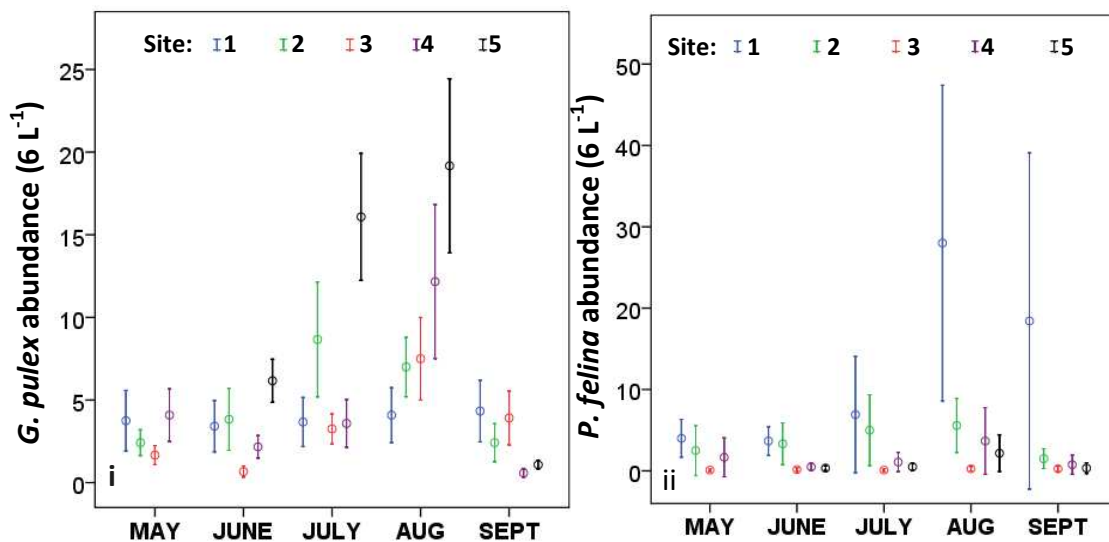 Site: 1 2 3 4 5
G. pulex abundance (6 L⁻¹)
25
20
15
10
5
0
i
MAY JUNE JULY AUG SEPT
Site: 1 2 3 4 5
P. felina abundance (6 L⁻¹)
50
40
30
20
10
0
ii
MAY JUNE JULY AUG SEPT